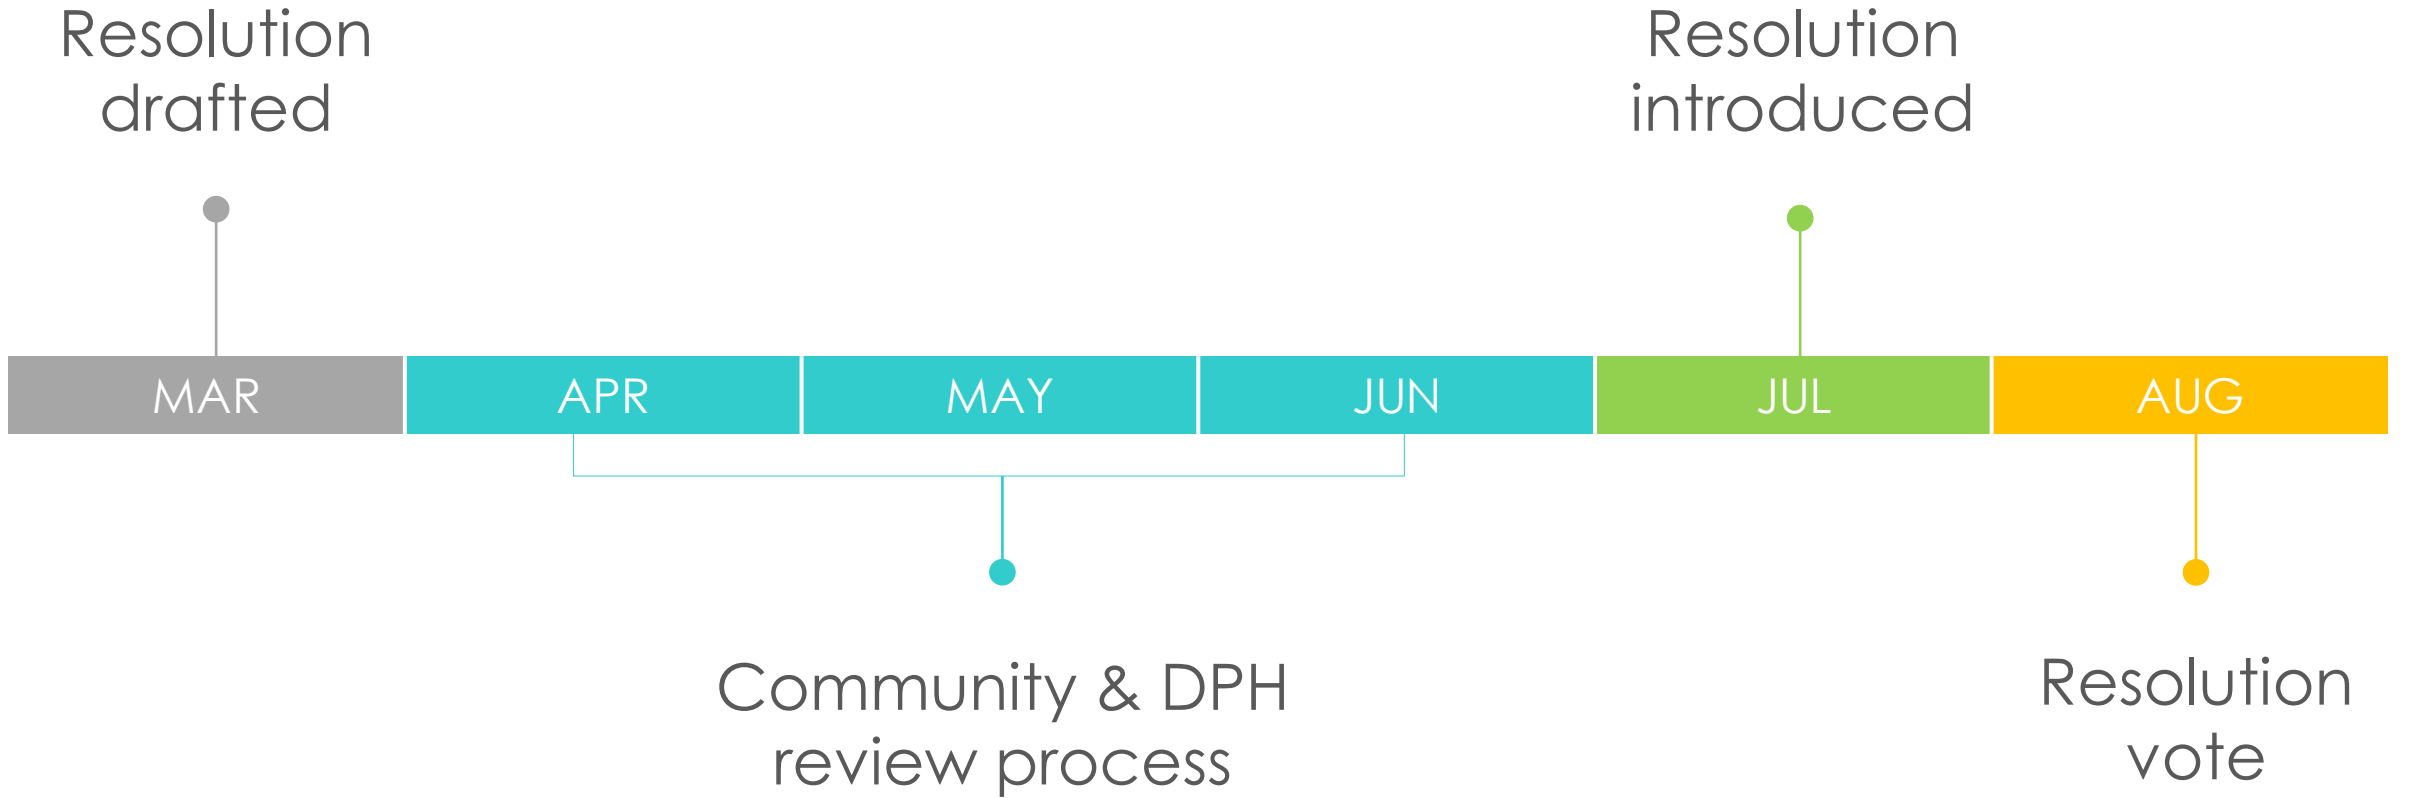 Resolution
drafted
Resolution
introduced
MAR
APR
MAY
JUN
JUL
AUG
Community & DPH
review process
Resolution
vote